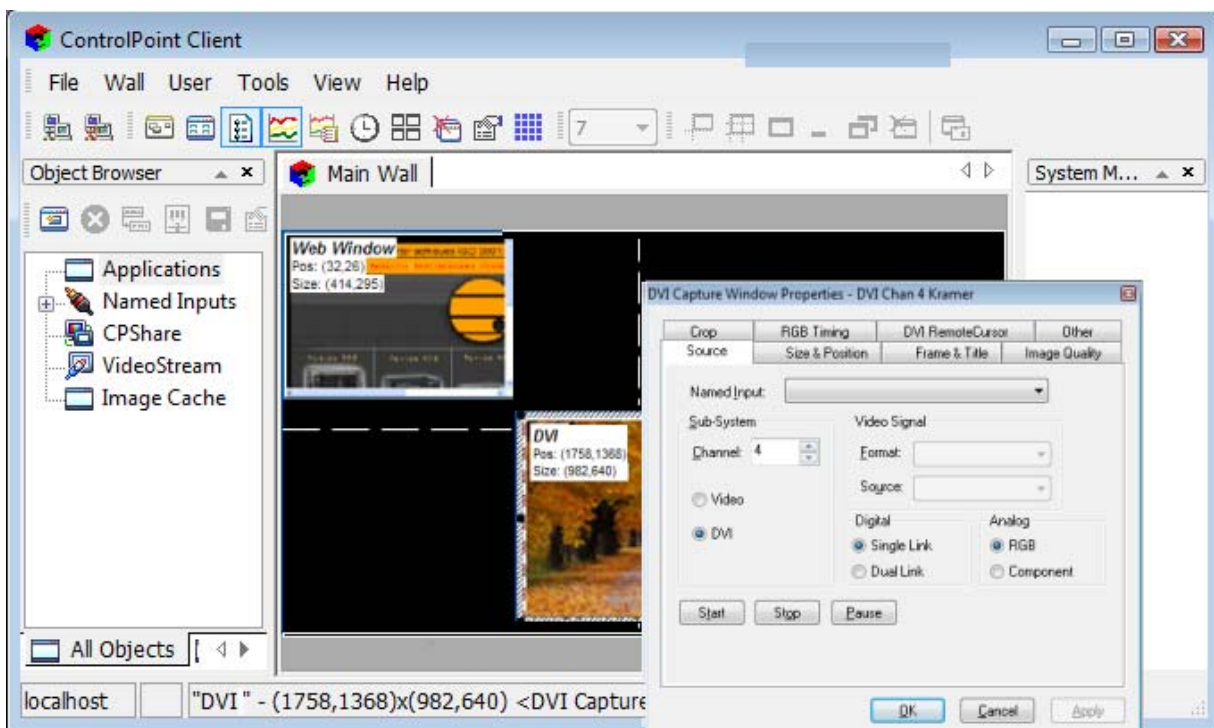 ControlPoint Client
File Wall User Tools View Help
7
Object Browser
Main Wall
System M...
Applications
Named Inputs
CPShare
VideoStream
Image Cache
Web Window
Pos: (32,26)
Size: (414,295)
DVI
Pos: (1758,1368)
Size: (982,640)
DVI Capture Window Properties - DVI Chan 4 Kramer
Crop RGB Timing DVI RemoteCursor Other
Source Size & Position Frame & Title Image Quality
Named Input:
Sub-System
Channel: 4
Video
DVI
Video Signal
Format:
Source:
Digital
Single Link
Dual Link
Analog
RGB
Component
Start Stop Pause
OK Cancel Apply
All Objects
localhost
"DVI " - (1758,1368)x(982,640) <DVI Capture